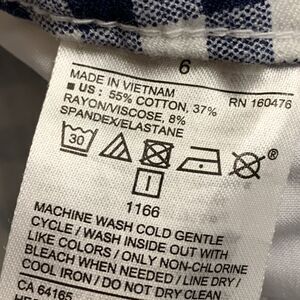 6
MADE IN VIETNAM RN 160476
■ US : 55% COTTON, 37%
RAYON/VISCOSE, 8%
SPANDEX/ELASTANE
30 ®
1166
MACHINE WASH COLD GENTLE
CYCLE / WASH INSIDE OUT WITH
LIKE COLORS / ONLY NON-CHLORINE
BLEACH WHEN NEEDED / LINE DRY /
COOL IRON / DO NOT DRY CLEAN
CA 64165